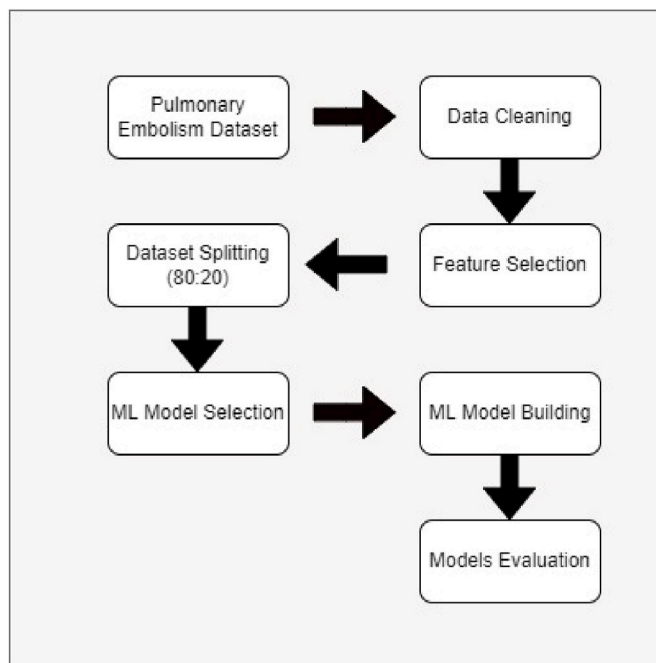 Pulmonary
Embolism Dataset
Data Cleaning
Feature Selection
Dataset Splitting
(80:20)
ML Model Selection
ML Model Building
Models Evaluation